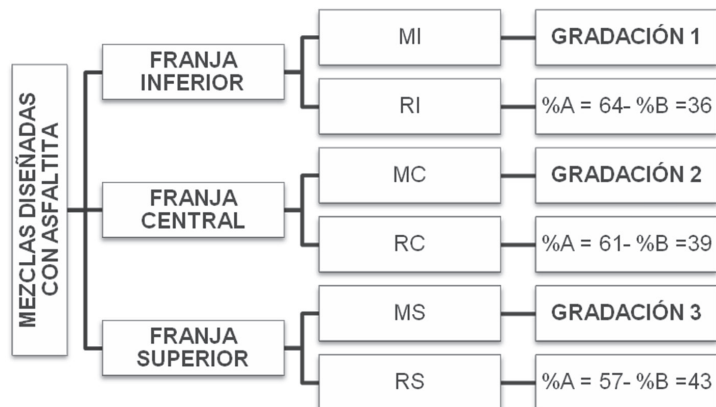 MEZCLAS DISEÑADAS
CON ASFALTITA
FRANJA
INFERIOR
MI
GRADACIÓN 1
RI
%A = 64- %B =36
FRANJA
CENTRAL
MC
GRADACIÓN 2
RC
%A = 61- %B =39
FRANJA
SUPERIOR
MS
GRADACIÓN 3
RS
%A = 57- %B =43